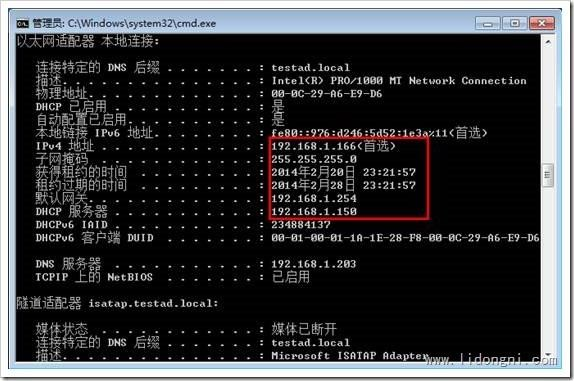 管理员: C:\Windows\system32\cmd.exe
以太网适配器 本地连接:
连接特定的 DNS 后缀 . . . . . . . : testad.local
描述. . . . . . . . . . . . . . . : Intel(R) PRO/1000 MT Network Connection
物理地址. . . . . . . . . . . . . : 00-0C-29-A6-E9-D6
DHCP 已启用 . . . . . . . . . . . : 是
自动配置已启用. . . . . . . . . . : 是
本地链接 IPv6 地址. . . . . . . . : fe80::976:d246:5d52:1e3a%11(首选)
IPv4 地址 . . . . . . . . . . . . : 192.168.1.166(首选)
子网掩码 . . . . . . . . . . . . : 255.255.255.0
获得租约的时间 . . . . . . . . . : 2014年2月20日 23:21:57
租约过期的时间 . . . . . . . . . : 2014年2月28日 23:21:57
默认网关. . . . . . . . . . . . . : 192.168.1.254
DHCP 服务器 . . . . . . . . . . . : 192.168.1.150
DHCPv6 IAID . . . . . . . . . . . : 234884137
DHCPv6 客户端 DUID . . . . . . . : 00-01-00-01-1A-1E-28-F8-00-0C-29-A6-E9-D6
DNS 服务器 . . . . . . . . . . . : 192.168.1.203
TCPIP 上的 NetBIOS . . . . . . . : 已启用
隧道适配器 isatap.testad.local:
媒体状态 . . . . . . . . . . . . : 媒体已断开
连接特定的 DNS 后缀 . . . . . . . : testad.local
描述. . . . . . . . . . . . . . . : Microsoft ISATAP Adapter
www.lidongni.com